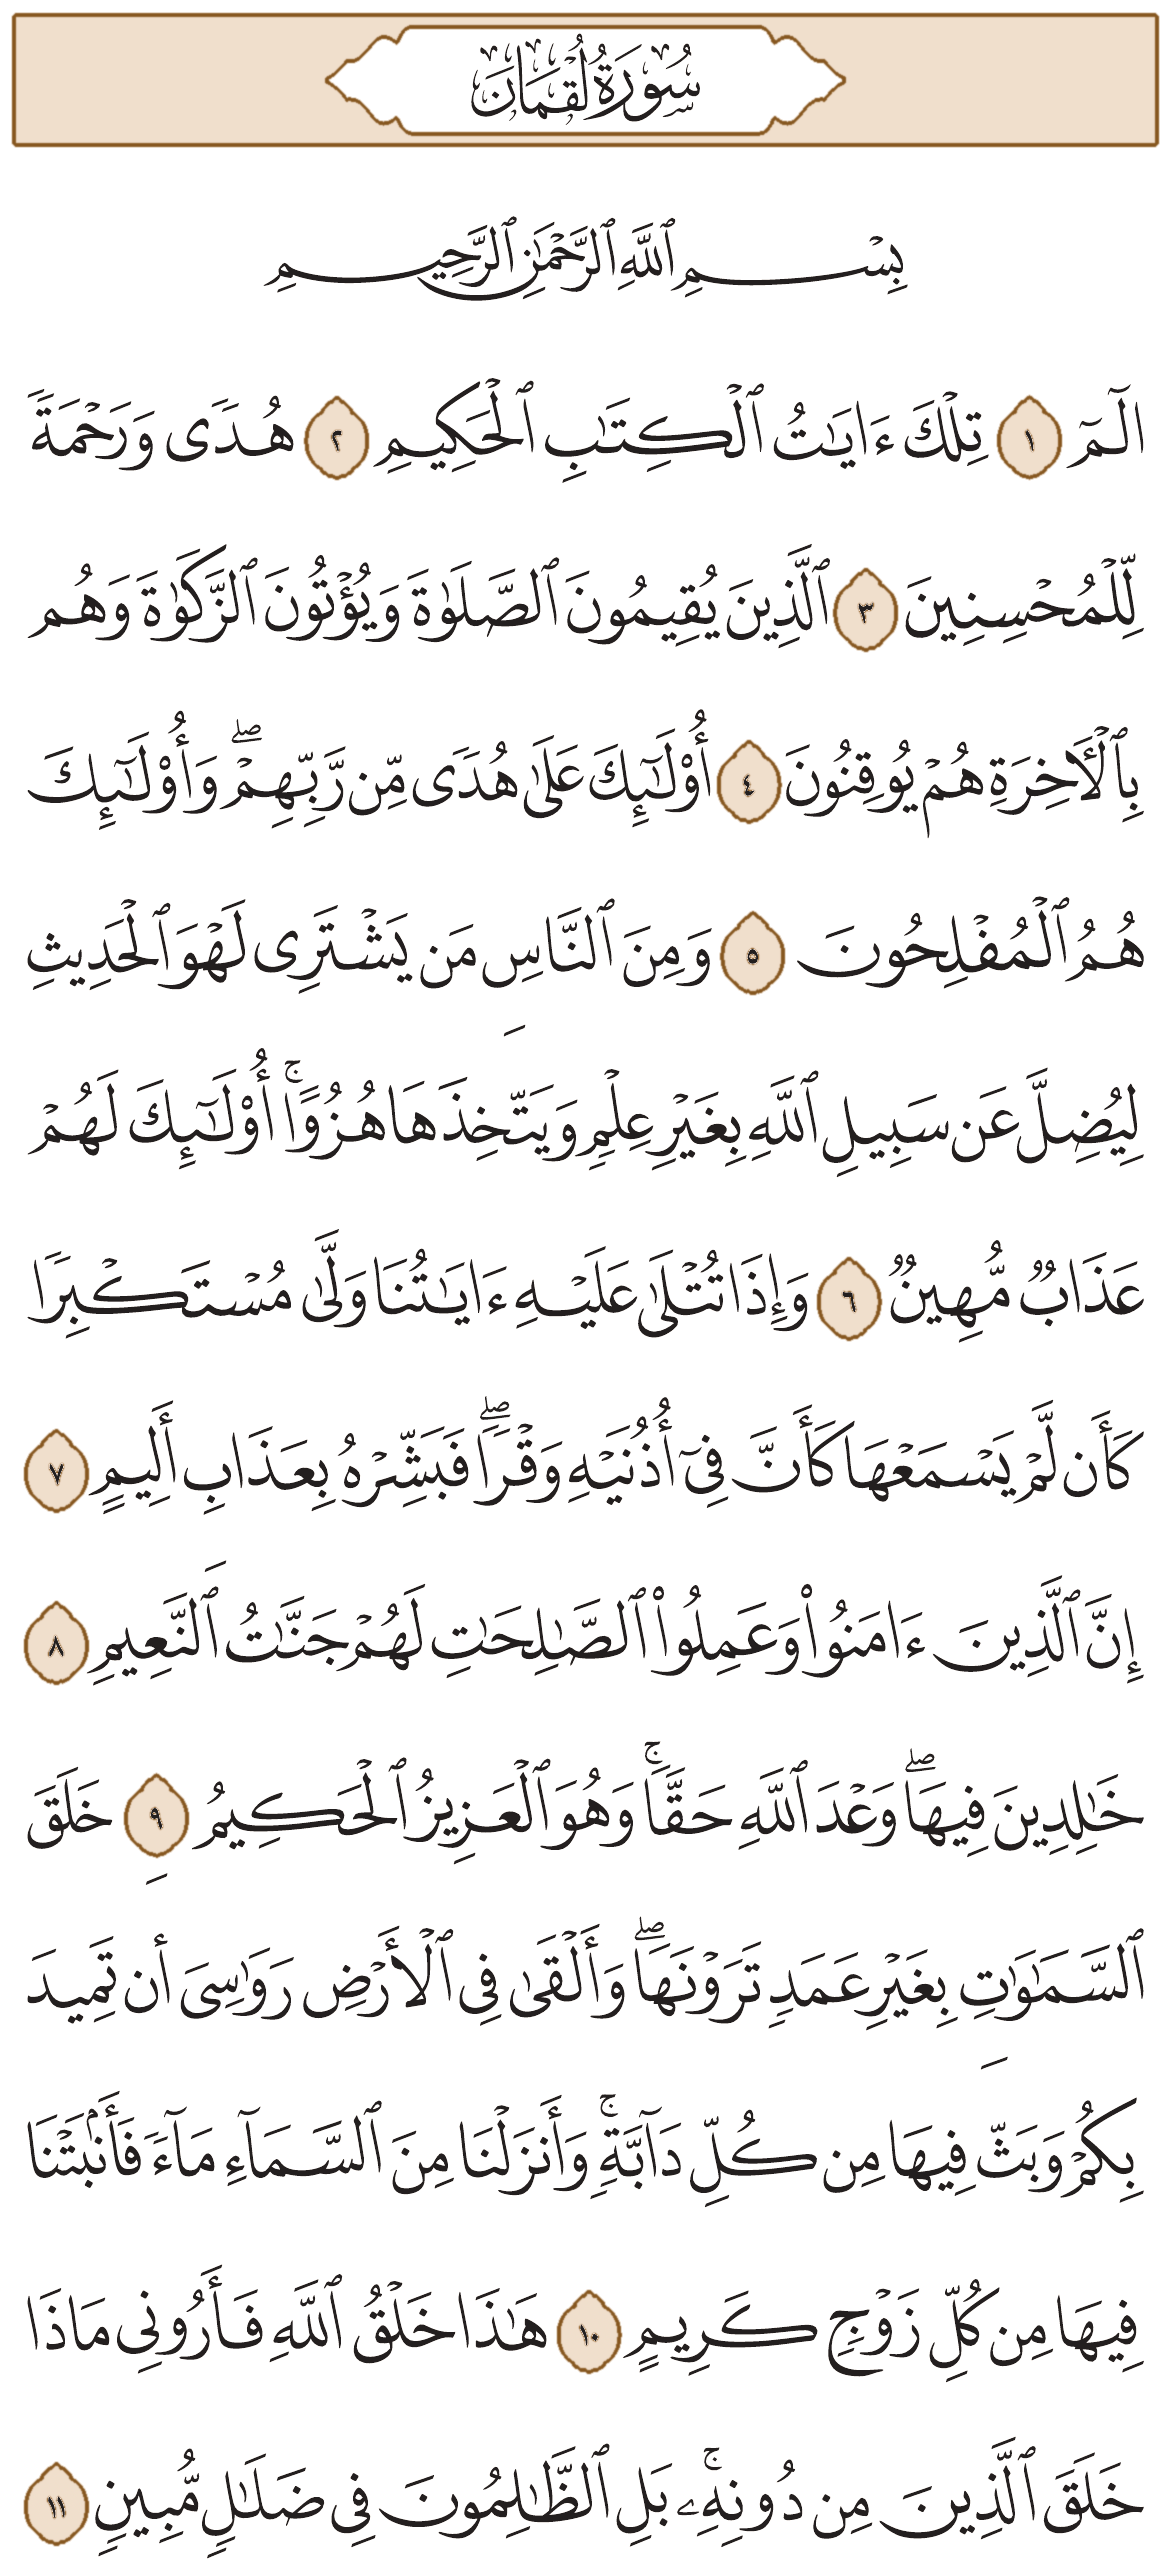 سُورَةُ لُقْمَانَ
بِسْمِ ٱللَّهِ ٱلرَّحْمَٰنِ ٱلرَّحِيمِ
الٓمٓ ١ تِلۡكَ ءَايَٰتُ ٱلۡكِتَٰبِ ٱلۡحَكِيمِ ٢ هُدٗى وَرَحۡمَةٗ
لِّلۡمُحۡسِنِينَ ٣ ٱلَّذِينَ يُقِيمُونَ ٱلصَّلَوٰةَ وَيُؤۡتُونَ ٱلزَّكَوٰةَ وَهُم
بِٱلۡأَخِرَةِ هُمۡ يُوقِنُونَ ٤ أُوْلَٰٓئِكَ عَلَىٰ هُدٗى مِّن رَّبِّهِمۡۖ وَأُوْلَٰٓئِكَ
هُمُ ٱلۡمُفۡلِحُونَ ٥ وَمِنَ ٱلنَّاسِ مَن يَشۡتَرِي لَهۡوَ ٱلۡحَدِيثِ
لِيُضِلَّ عَن سَبِيلِ ٱللَّهِ بِغَيۡرِ عِلۡمٖ وَيَتَّخِذَهَا هُزُوًاۚ أُوْلَٰٓئِكَ لَهُمۡ
عَذَابٞ مُّهِينٞ ٦ وَإِذَا تُتۡلَىٰ عَلَيۡهِ ءَايَٰتُنَا وَلَّىٰ مُسۡتَكۡبِرٗا
كَأَن لَّمۡ يَسۡمَعۡهَا كَأَنَّ فِيٓ أُذُنَيۡهِ وَقۡرٗاۖ فَبَشِّرۡهُ بِعَذَابٍ أَلِيمٍ ٧
إِنَّ ٱلَّذِينَ ءَامَنُواْ وَعَمِلُواْ ٱلصَّٰلِحَٰتِ لَهُمۡ جَنَّٰتُ ٱلنَّعِيمِ ٨
خَٰلِدِينَ فِيهَاۖ وَعۡدَ ٱللَّهِ حَقّٗاۚ وَهُوَ ٱلۡعَزِيزُ ٱلۡحَكِيمُ ٩ خَلَقَ
ٱلسَّمَٰوَٰتِ بِغَيۡرِ عَمَدٖ تَرَوۡنَهَاۖ وَأَلۡقَىٰ فِي ٱلۡأَرۡضِ رَوَٰسِيَ أَن تَمِيدَ
بِكُمۡ وَبَثَّ فِيهَا مِن كُلِّ دَآبَّةٖۚ وَأَنزَلۡنَا مِنَ ٱلسَّمَآءِ مَآءٗ فَأَنۢبَتۡنَا
فِيهَا مِن كُلِّ زَوۡجٖ كَرِيمٍ ١٠ هَٰذَا خَلۡقُ ٱللَّهِ فَأَرُونِي مَاذَا
خَلَقَ ٱلَّذِينَ مِن دُونِهِۦۚ بَلِ ٱلظَّٰلِمُونَ فِي ضَلَٰلٖ مُّبِينٖ ١١